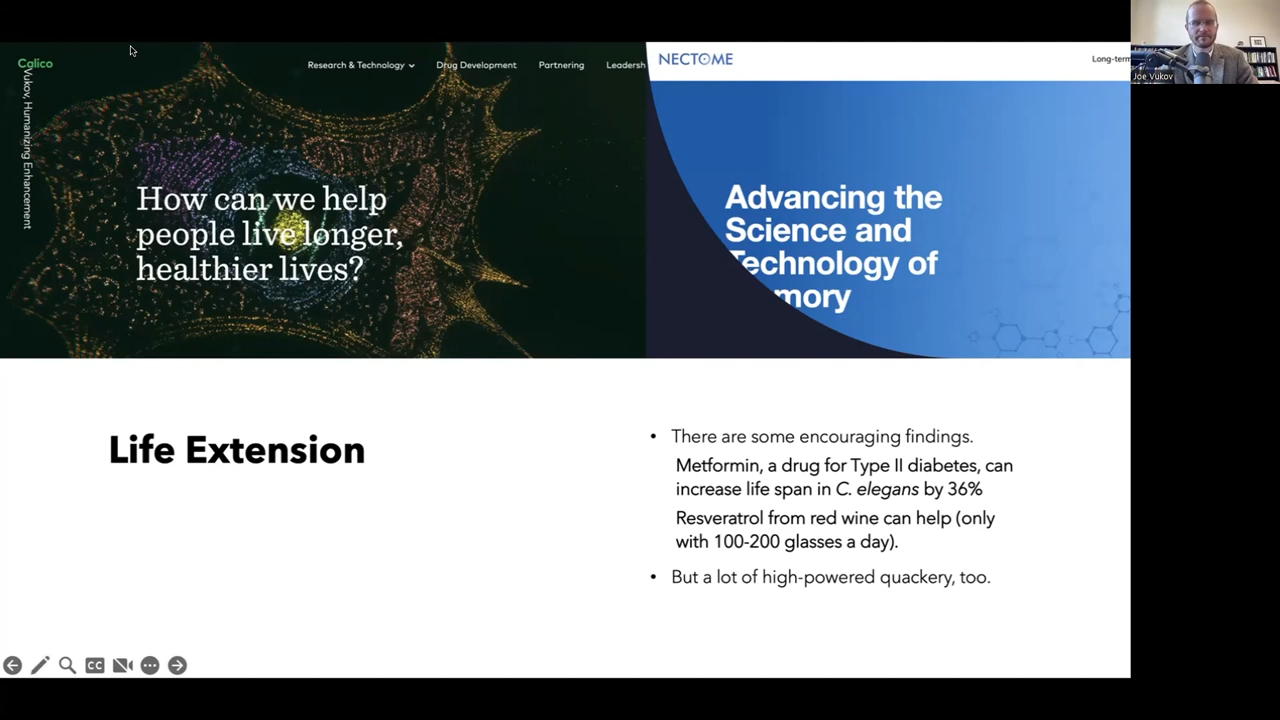 Calico
Research & Technology
Drug Development
Partnering
Leadersh
NECTOME
Long-term
Joe Vukov
Vukov, Humanizing Enhancement
How can we help
people live longer,
healthier lives?
Advancing the
Science and
Technology of
mory
Life Extension
• There are some encouraging findings.
Metformin, a drug for Type II diabetes, can
increase life span in C. elegans by 36%
Resveratrol from red wine can help (only
with 100-200 glasses a day).
• But a lot of high-powered quackery, too.
CC